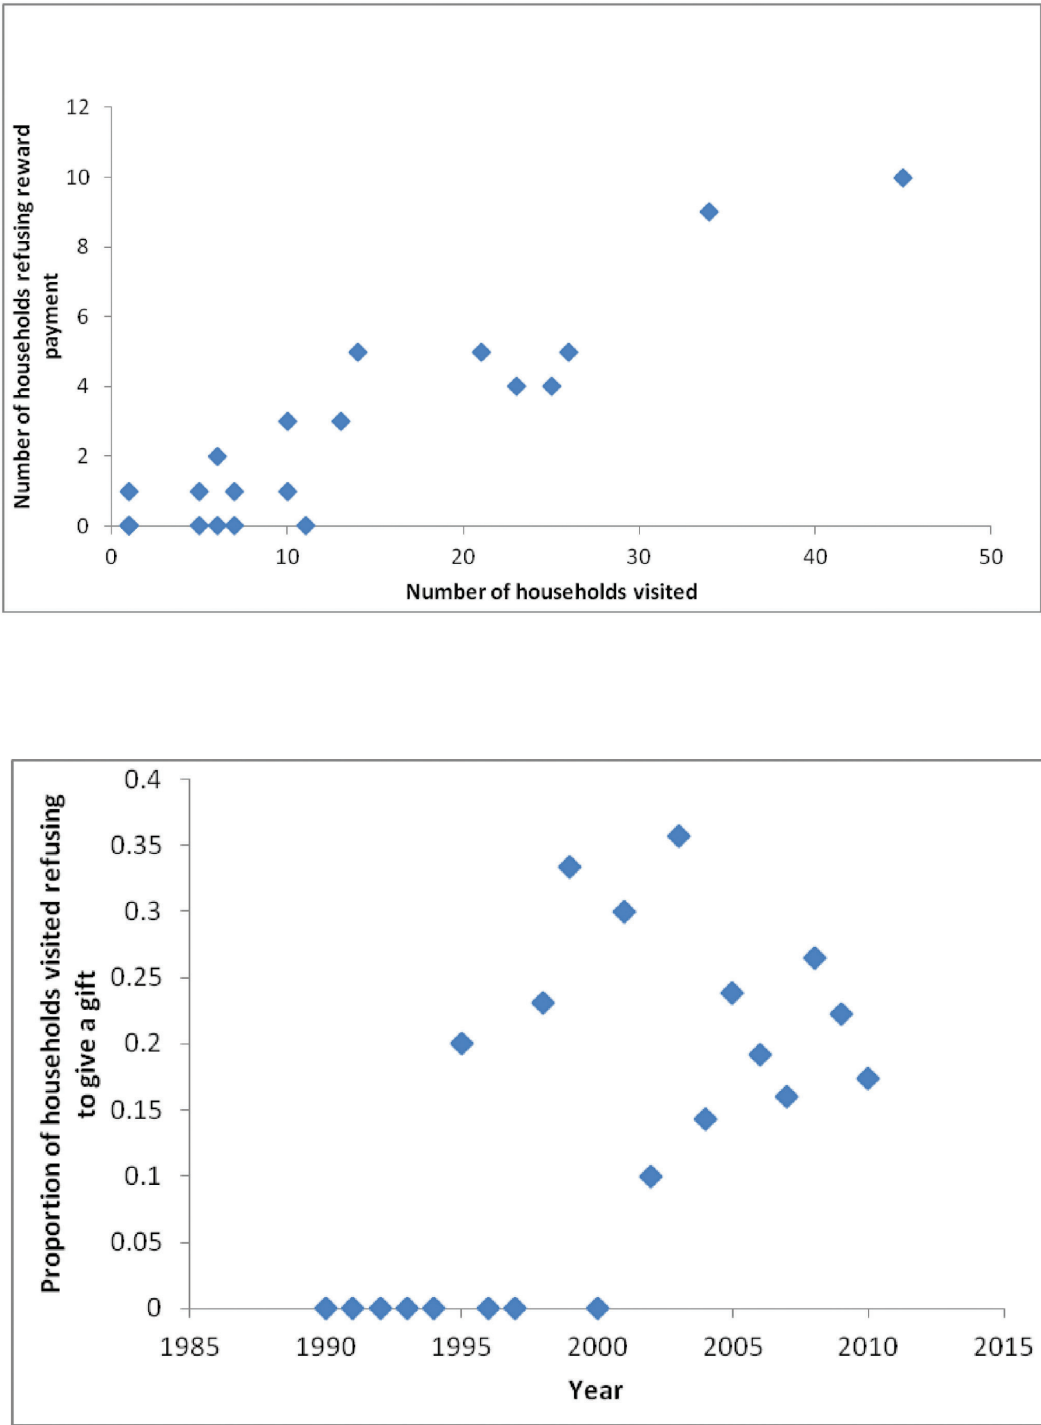 12
10
8
6
4
2
0
Number of households refusing reward
payment
0 10 20 30 40 50
Number of households visited
0.4
0.35
0.3
0.25
0.2
0.15
0.1
0.05
0
Proportion of households visited refusing
to give a gift
1985 1990 1995 2000 2005 2010 2015
Year